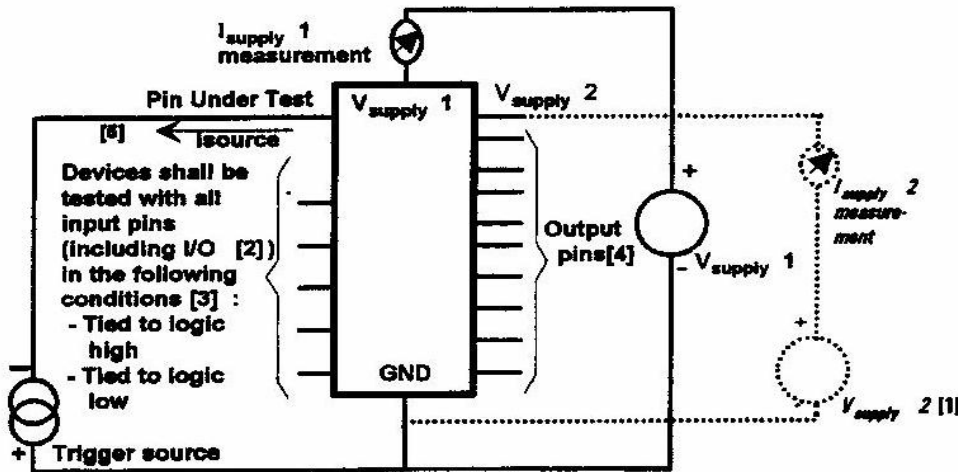 Isupply 1
measurement
Pin Under Test
Vsupply 1
Vsupply 2
[5]
Isource
Devices shall be
tested with all
input pins
(including I/O [2])
in the following
conditions [3] :
- Tied to logic
high
- Tied to logic
low
Output
pins[4]
+
- Vsupply 1
Isupply 2
measure-
ment
GND
+
-
Vsupply 2 [1]
-
+ Trigger source